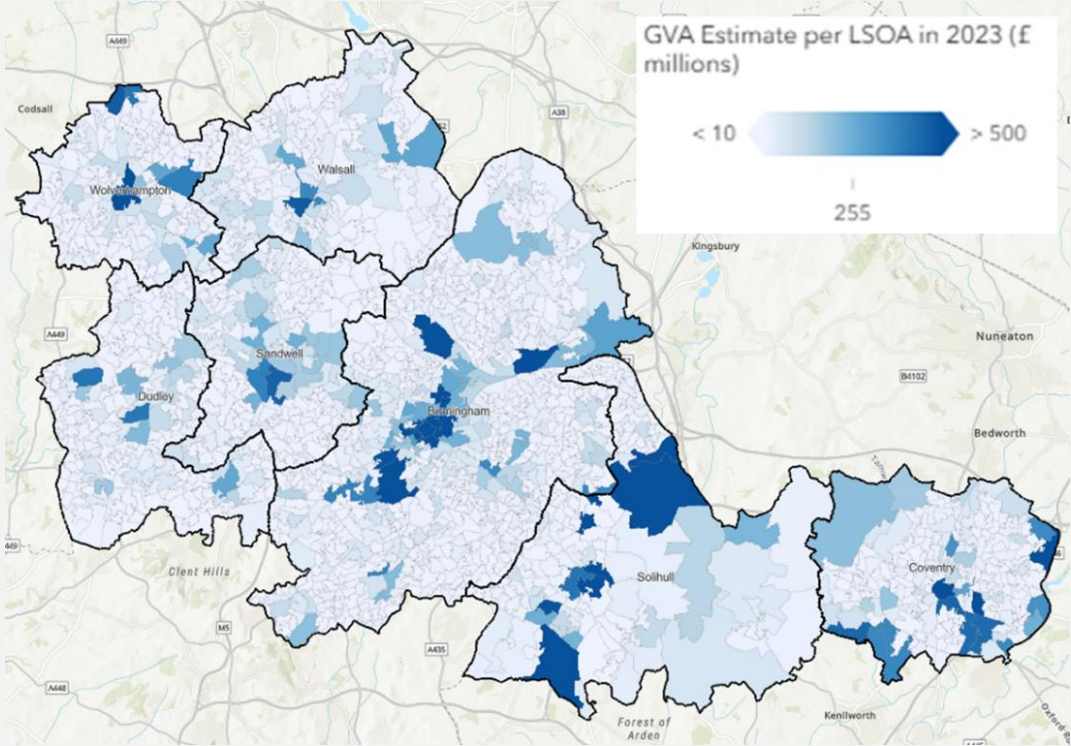 GVA Estimate per LSOA in 2023 (£
millions)
< 10
> 500
255
A449
Codsall
A38
Wolverhampton
Walsall
Kingsbury
A449
Nuneaton
Sandwell
B4102
Dudley
Birmingham
Bedworth
Clent Hills
Solihull
Coventry
M5
A435
A448
Forest of
Arden
Kenilworth